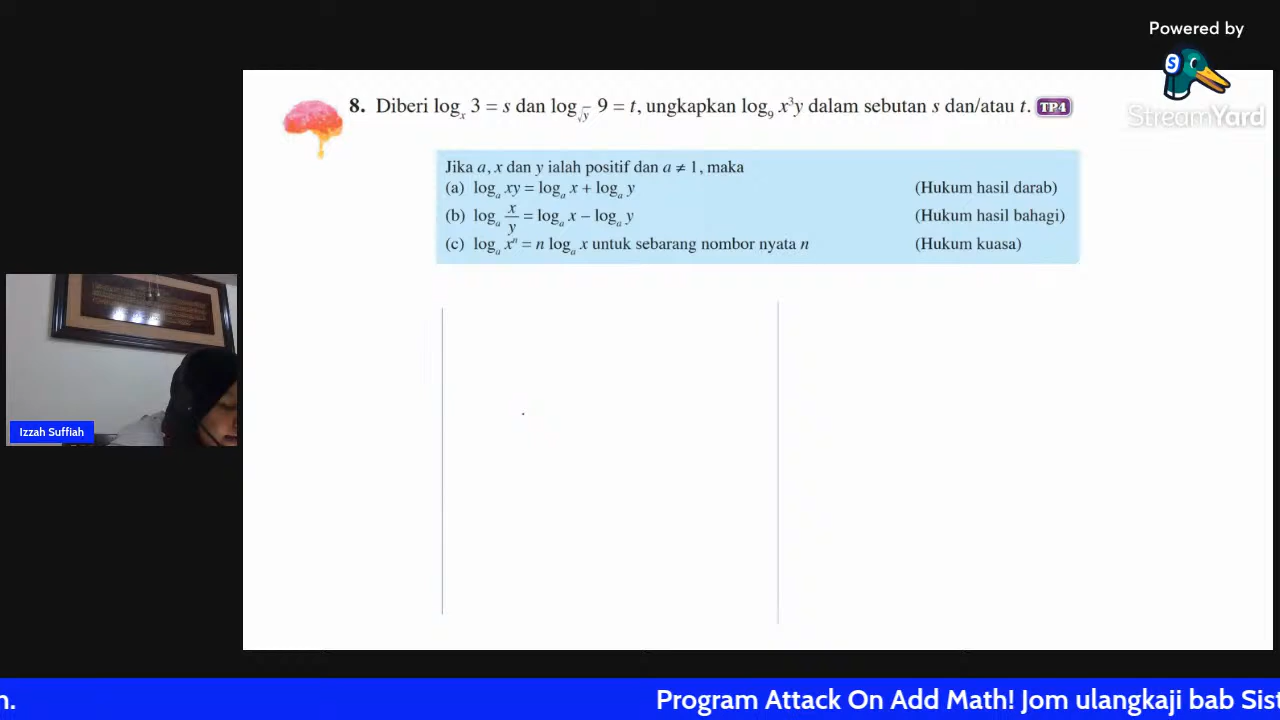 Powered by
StreamYard
8. Diberi logₓ 3 = s dan log_√y 9 = t, ungkapkan log₉ x³y dalam sebutan s dan/atau t. TP4
Jika a, x dan y ialah positif dan a ≠ 1, maka
(a) logₐ xy = logₐ x + logₐ y (Hukum hasil darab)
(b) logₐ x/y = logₐ x – logₐ y (Hukum hasil bahagi)
(c) logₐ xⁿ = n logₐ x untuk sebarang nombor nyata n (Hukum kuasa)
Izzah Suffiah
n. Program Attack On Add Math! Jom ulangkaji bab Sist